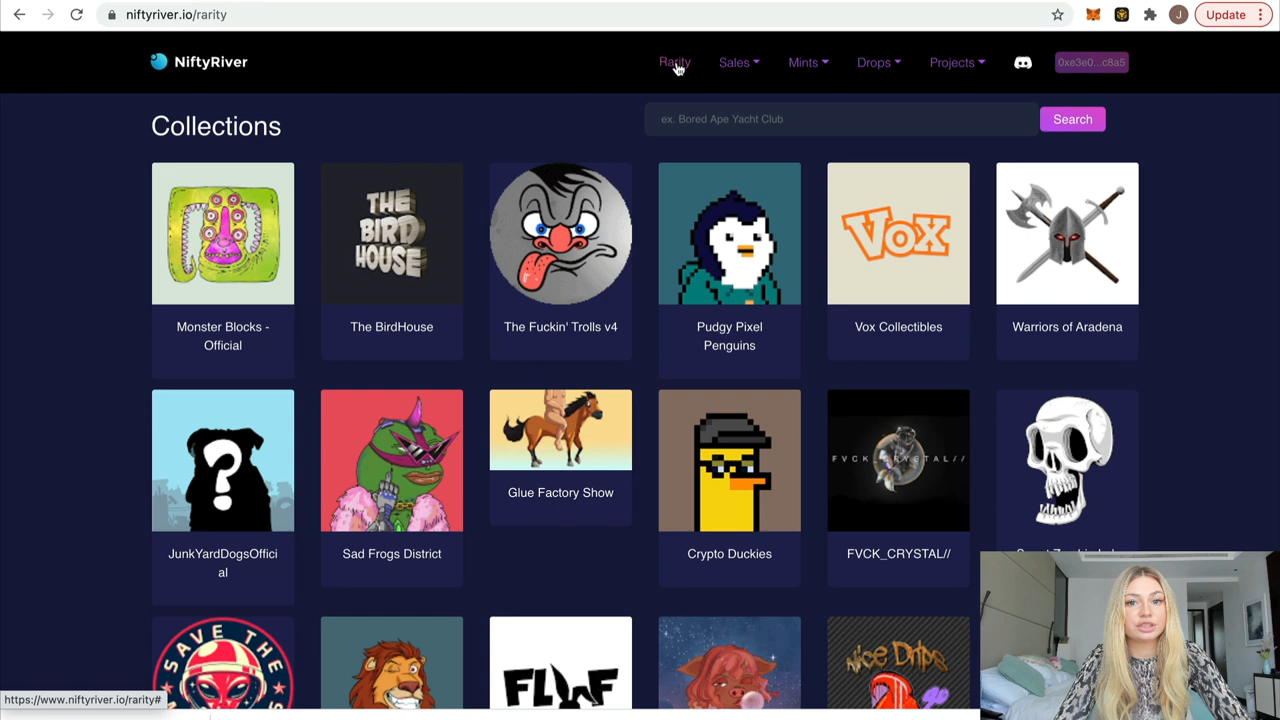 niftyriver.io/rarity
J
Update
NiftyRiver
Rarity
Sales
Mints
Drops
Projects
0xe3e0...c8a5
Collections
ex. Bored Ape Yacht Club
Search
THE
BIRD
HOUSE
Vox
Monster Blocks -
Official
The BirdHouse
The Fuckin' Trolls v4
Pudgy Pixel
Penguins
Vox Collectibles
Warriors of Aradena
?
FVCK_CRYSTAL//
JunkYardDogsOffici
al
Sad Frogs District
Glue Factory Show
Crypto Duckies
FVCK_CRYSTAL//
SAVE THE
FLUF
Nice Drips
https://www.niftyriver.io/rarity#